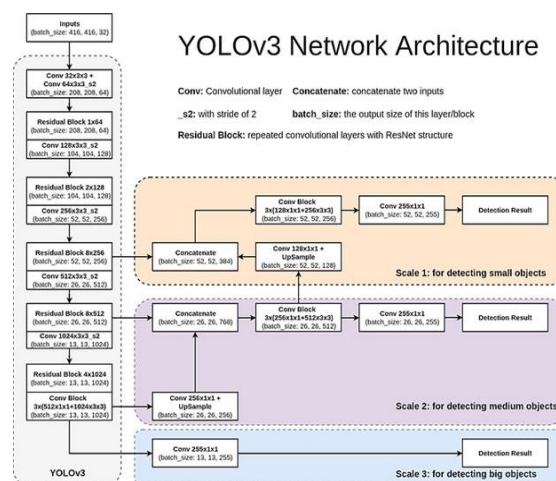 YOLOv3 Network Architecture
Conv: Convolutional layer Concatenate: concatenate two inputs
_s2: with stride of 2 batch_size: the output size of this layer/block
Residual Block: repeated convolutional layers with ResNet structure
Inputs
(batch_size: 416, 416, 32)
Conv 32x3x3 +
Conv 64x3x3_s2
(batch_size: 208, 208, 64)
Residual Block 1x64
(batch_size: 208, 208, 64)
Conv 128x3x3_s2
(batch_size: 104, 104, 128)
Residual Block 2x128
(batch_size: 104, 104, 128)
Conv 256x3x3_s2
(batch_size: 52, 52, 256)
Residual Block 8x256
(batch_size: 52, 52, 256)
Conv 512x3x3_s2
(batch_size: 26, 26, 512)
Residual Block 8x512
(batch_size: 26, 26, 512)
Conv 1024x3x3_s2
(batch_size: 13, 13, 1024)
Residual Block 4x1024
(batch_size: 13, 13, 1024)
Conv Block
3x(512x1x1+1024x3x3)
(batch_size: 13, 13, 1024)
YOLOv3
Conv Block
3x(128x1x1+256x3x3)
(batch_size: 52, 52, 256)
Conv 255x1x1
(batch_size: 52, 52, 255)
Detection Result
Concatenate
(batch_size: 52, 52, 384)
Conv 128x1x1 +
UpSample
(batch_size: 52, 52, 128)
Scale 1: for detecting small objects
Concatenate
(batch_size: 26, 26, 768)
Conv Block
3x(256x1x1+512x3x3)
(batch_size: 26, 26, 512)
Conv 255x1x1
(batch_size: 26, 26, 255)
Detection Result
Conv 256x1x1 +
UpSample
(batch_size: 26, 26, 256)
Scale 2: for detecting medium objects
Conv 255x1x1
(batch_size: 13, 13, 255)
Detection Result
Scale 3: for detecting big objects